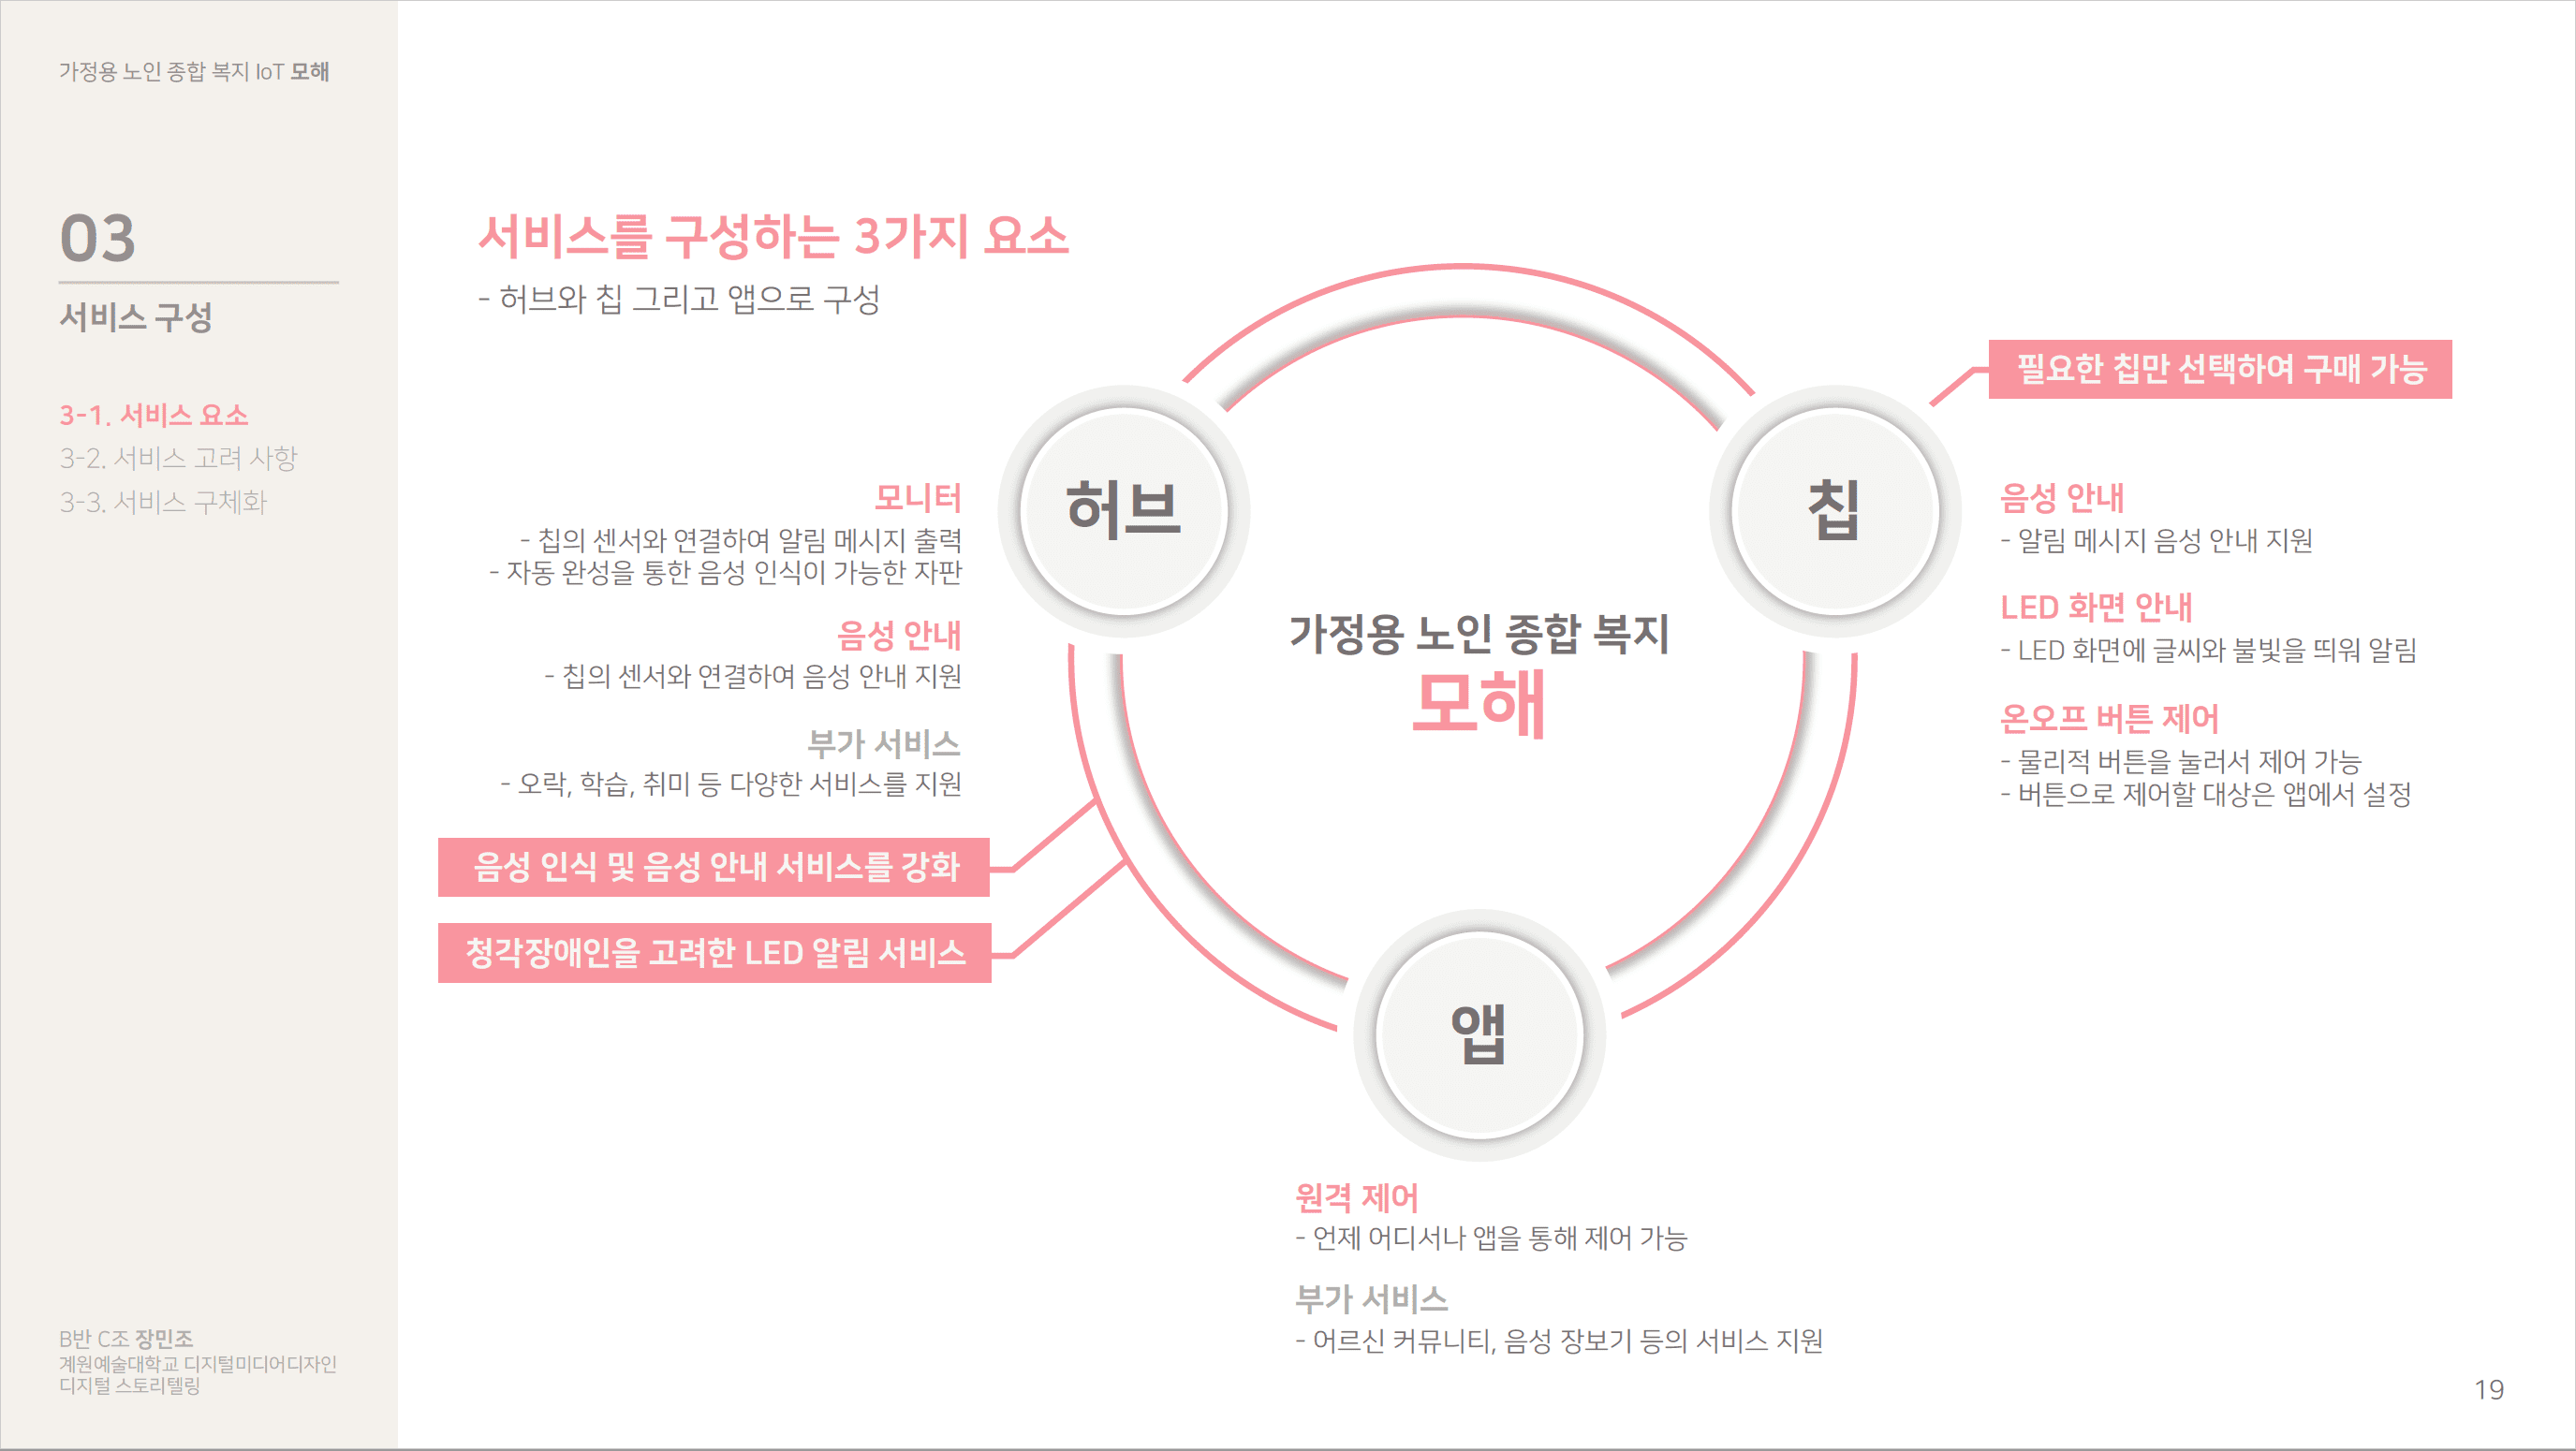 가정용 노인 종합 복지 IoT 모해
03
서비스 구성
3-1. 서비스 요소
3-2. 서비스 고려 사항
3-3. 서비스 구체화
B반 C조 장민조
계원예술대학교 디지털미디어디자인
디지털 스토리텔링
서비스를 구성하는 3가지 요소
- 허브와 칩 그리고 앱으로 구성
허브
모니터
- 칩의 센서와 연결하여 알림 메시지 출력
- 자동 완성을 통한 음성 인식이 가능한 자판
음성 안내
- 칩의 센서와 연결하여 음성 안내 지원
부가 서비스
- 오락, 학습, 취미 등 다양한 서비스를 지원
음성 인식 및 음성 안내 서비스를 강화
청각장애인을 고려한 LED 알림 서비스
가정용 노인 종합 복지
모해
칩
필요한 칩만 선택하여 구매 가능
음성 안내
- 알림 메시지 음성 안내 지원
LED 화면 안내
- LED 화면에 글씨와 불빛을 띄워 알림
온오프 버튼 제어
- 물리적 버튼을 눌러서 제어 가능
- 버튼으로 제어할 대상은 앱에서 설정
앱
원격 제어
- 언제 어디서나 앱을 통해 제어 가능
부가 서비스
- 어르신 커뮤니티, 음성 장보기 등의 서비스 지원
19